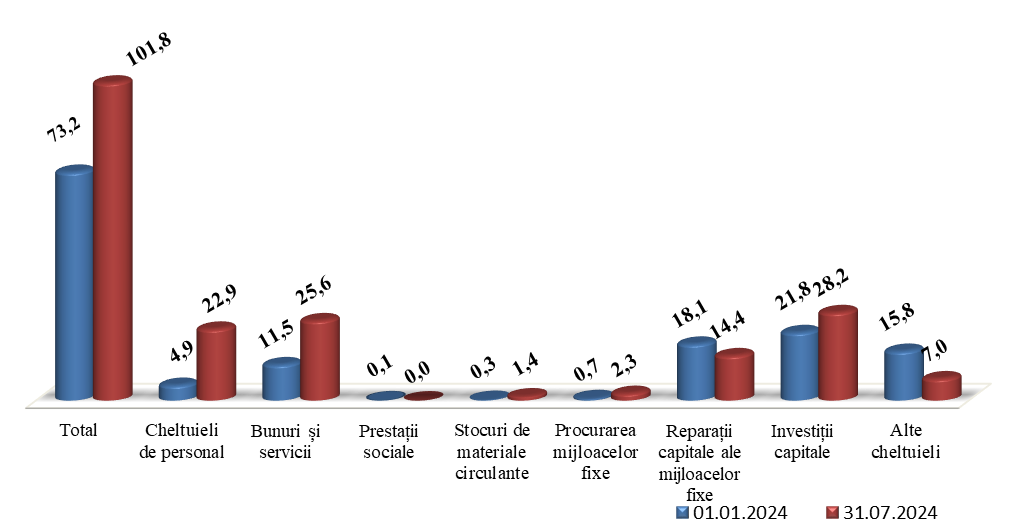 101,8
73,2
4,9
22,9
11,5
25,6
0,1
0,0
0,3
1,4
0,7
2,3
18,1
14,4
21,8
28,2
15,8
7,0
Total
Cheltuieli
de personal
Bunuri și
servicii
Prestații
sociale
Stocuri de
materiale
circulante
Procurarea
mijloacelor
fixe
Reparații
capitale ale
mijloacelor
fixe
Investiții
capitale
Alte
cheltuieli
01.01.2024
31.07.2024